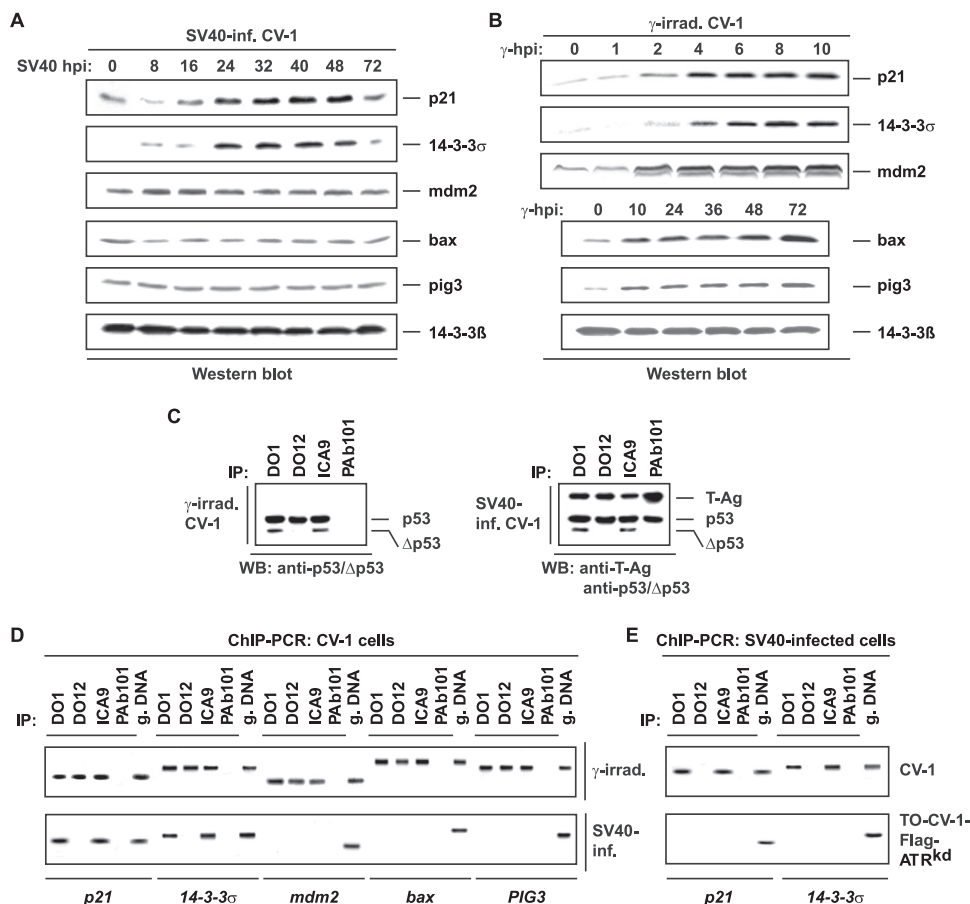 A
SV40-inf. CV-1
SV40 hpi: 0 8 16 24 32 40 48 72
p21
14-3-3σ
mdm2
bax
pig3
14-3-3ß
Western blot
B
γ-irrad. CV-1
γ-hpi: 0 1 2 4 6 8 10
p21
14-3-3σ
mdm2
γ-hpi: 0 10 24 36 48 72
bax
pig3
14-3-3ß
Western blot
C
IP: DO1 DO12 ICA9 PAb101
γ-irrad.
CV-1
p53
Δp53
WB: anti-p53/Δp53
IP: DO1 DO12 ICA9 PAb101
SV40-
inf. CV-1
T-Ag
p53
Δp53
WB: anti-T-Ag
anti-p53/Δp53
D
ChIP-PCR: CV-1 cells
IP: DO1 DO12 ICA9 PAb101 g. DNA DO1 DO12 ICA9 PAb101 g. DNA DO1 DO12 ICA9 PAb101 g. DNA DO1 DO12 ICA9 PAb101 g. DNA DO1 DO12 ICA9 PAb101 g. DNA
γ-irrad.
SV40-
inf.
p21 14-3-3σ mdm2 bax PIG3
E
ChIP-PCR: SV40-infected cells
IP: DO1 DO12 ICA9 PAb101 g. DNA DO1 DO12 ICA9 PAb101 g. DNA
CV-1
TO-CV-1-
Flag-
ATRkd
p21 14-3-3σ